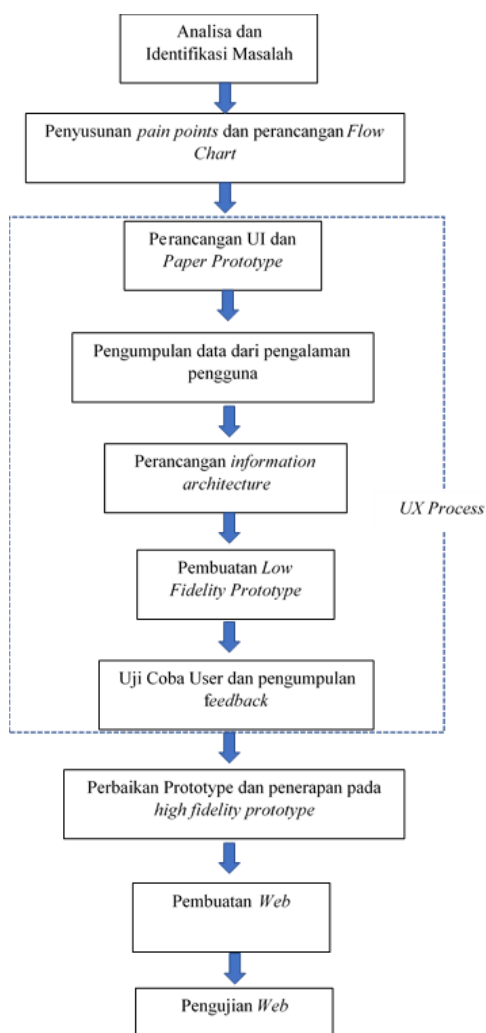 Analisa dan
Identifikasi Masalah
Penyusunan pain points dan perancangan Flow
Chart
Perancangan UI dan
Paper Prototype
Pengumpulan data dari pengalaman
pengguna
Perancangan information
architecture
UX Process
Pembuatan Low
Fidelity Prototype
Uji Coba User dan pengumpulan
feedback
Perbaikan Prototype dan penerapan pada
high fidelity prototype
Pembuatan Web
Pengujian Web